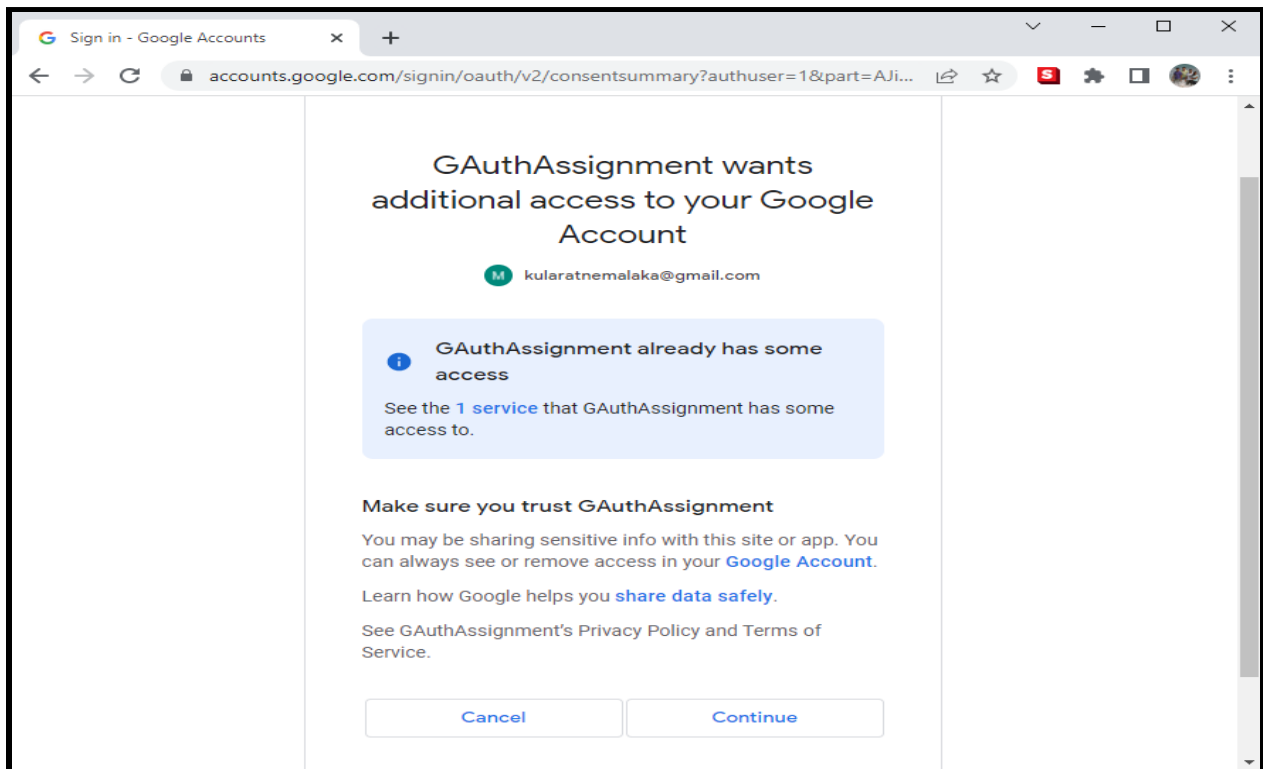 Sign in - Google Accounts
accounts.google.com/signin/oauth/v2/consentsummary?authuser=1&part=AJi...
S
GAuthAssignment wants
additional access to your Google
Account
M kularatnemalaka@gmail.com
GAuthAssignment already has some
access
See the 1 service that GAuthAssignment has some
access to.
Make sure you trust GAuthAssignment
You may be sharing sensitive info with this site or app. You
can always see or remove access in your Google Account.
Learn how Google helps you share data safely.
See GAuthAssignment's Privacy Policy and Terms of
Service.
Cancel Continue